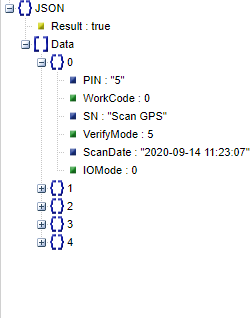 JSON
Result : true
Data
0
PIN : "5"
WorkCode : 0
SN : "Scan GPS"
VerifyMode : 5
ScanDate : "2020-09-14 11:23:07"
IOMode : 0
1
2
3
4